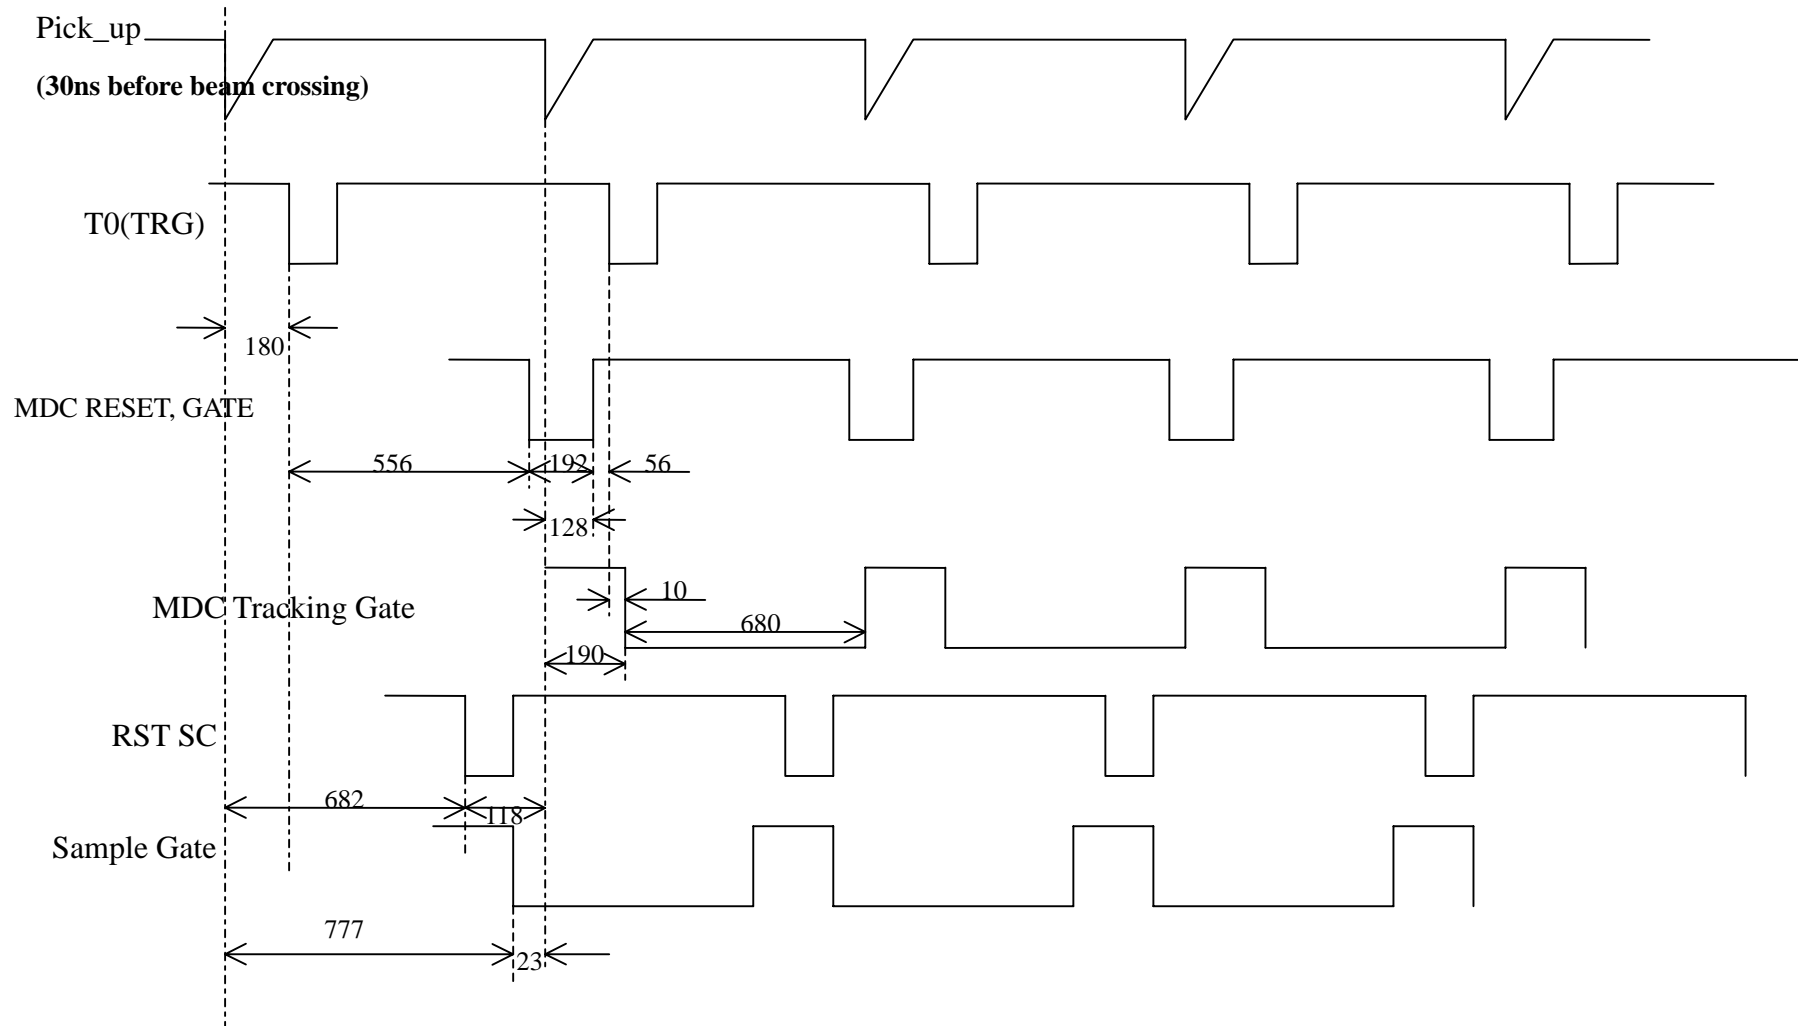 Pick_up
(30ns before beam crossing)
T0(TRG)
180
MDC RESET, GATE
556
192
56
128
MDC Tracking Gate
10
680
190
RST SC
682
118
Sample Gate
777
23